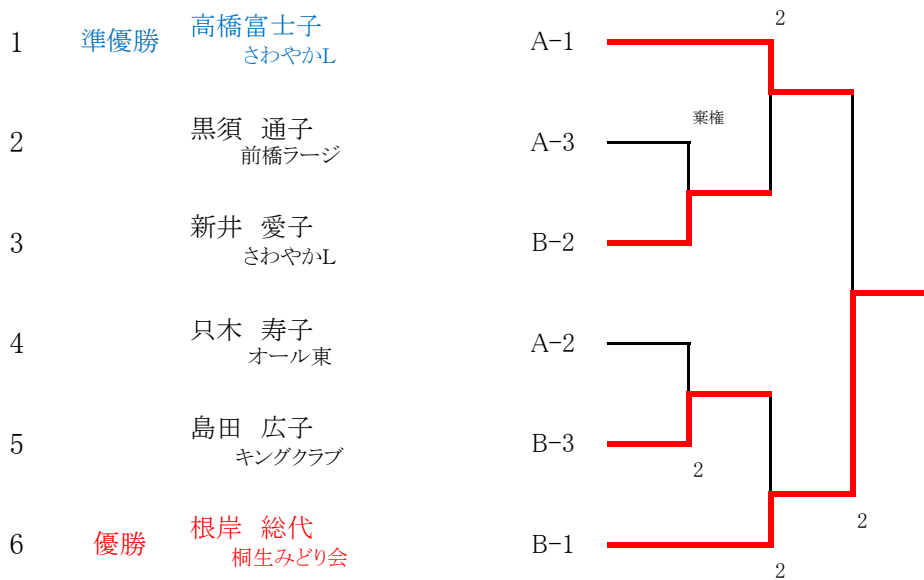 2
1 準優勝 高橋富士子 A-1
さわやかL
棄権
2 黒須 通子 A-3
前橋ラージ
3 新井 愛子 B-2
さわやかL
4 只木 寿子 A-2
オール東
5 島田 広子 B-3
キングクラブ
2
2
6 優勝 根岸 総代 B-1
桐生みどり会
2